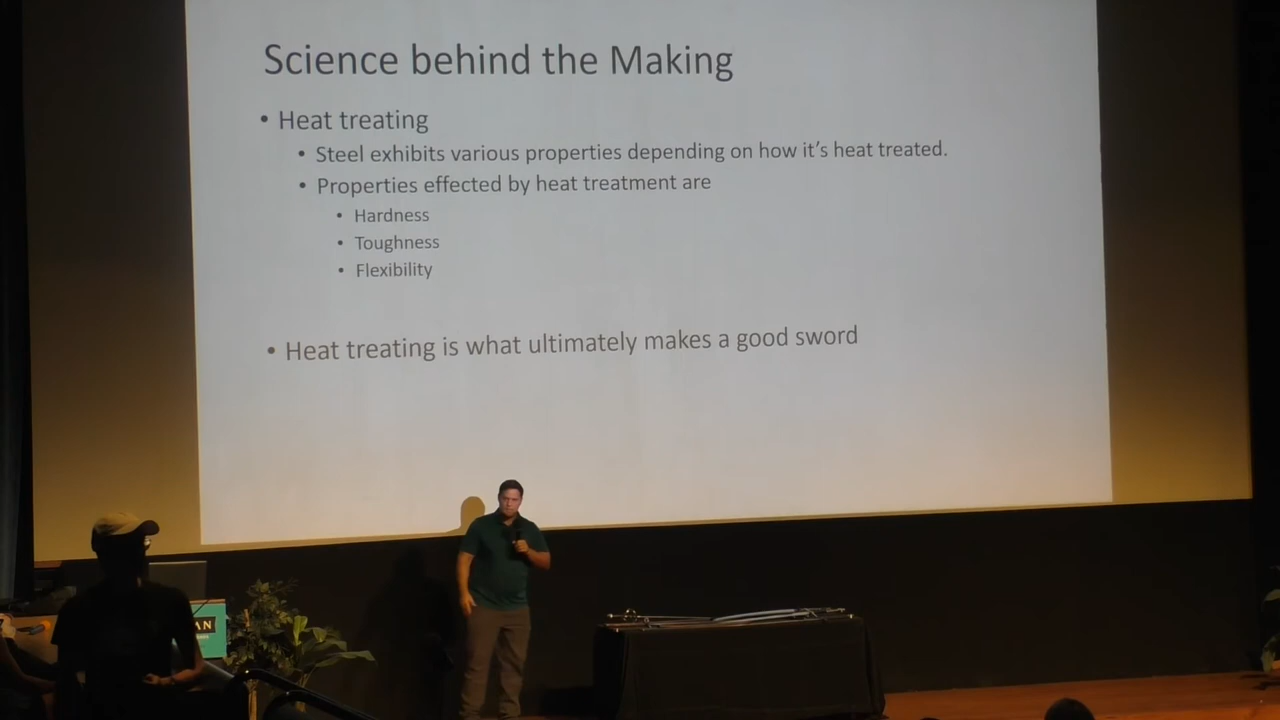 Science behind the Making
• Heat treating
• Steel exhibits various properties depending on how it's heat treated.
• Properties effected by heat treatment are
• Hardness
• Toughness
• Flexibility
• Heat treating is what ultimately makes a good sword
AN